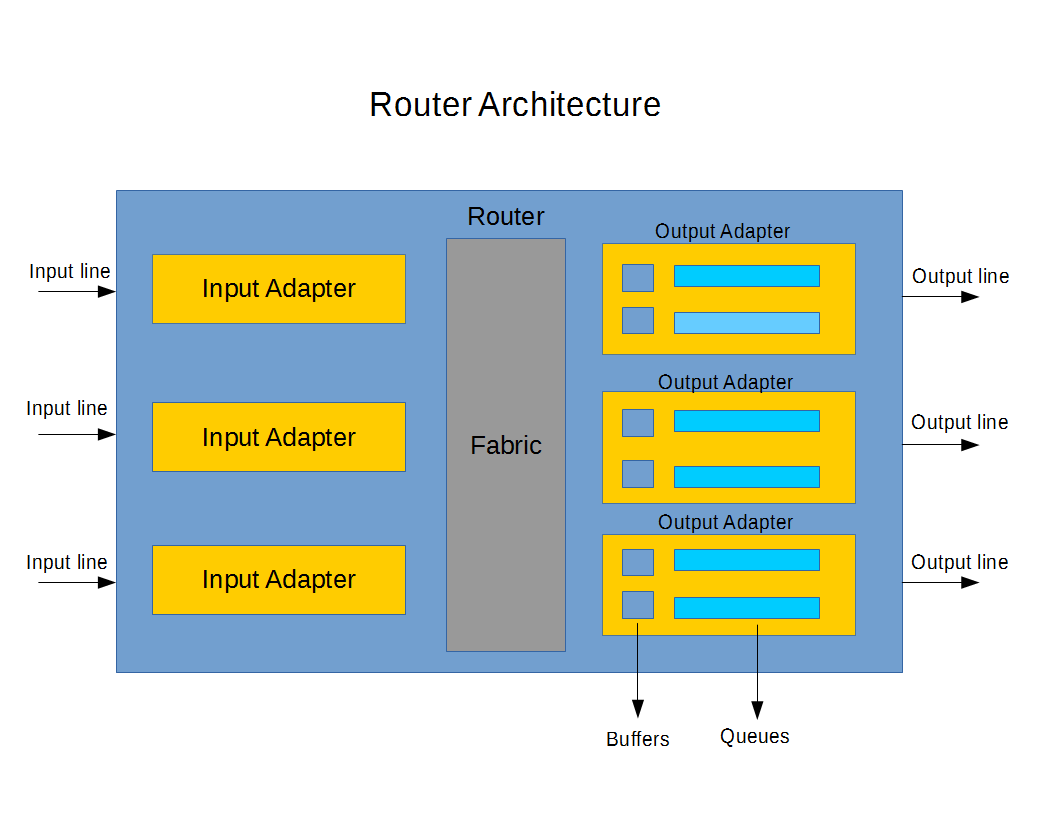 Router Architecture
Router
Output Adapter
Input line
Input Adapter
Output line
Output Adapter
Input line
Input Adapter
Fabric
Output line
Output Adapter
Input line
Input Adapter
Output line
Buffers
Queues